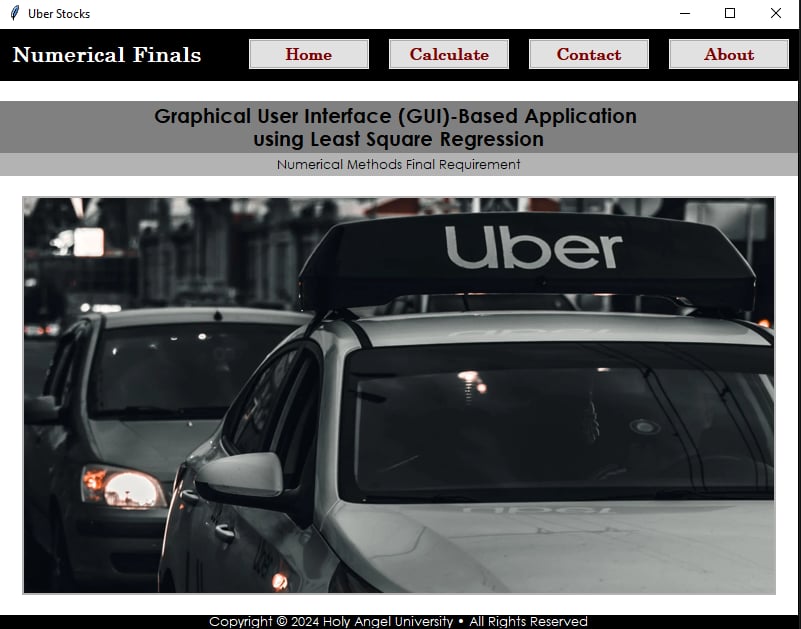 Uber Stocks
Numerical Finals
Home
Calculate
Contact
About
Graphical User Interface (GUI)-Based Application
using Least Square Regression
Numerical Methods Final Requirement
Uber
Copyright © 2024 Holy Angel University • All Rights Reserved